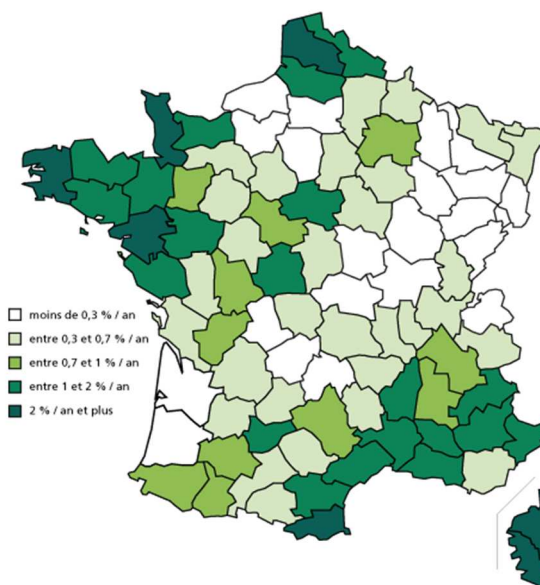 moins de 0,3 % / an
entre 0,3 et 0,7 % / an
entre 0,7 et 1 % / an
entre 1 et 2 % / an
2 % / an et plus